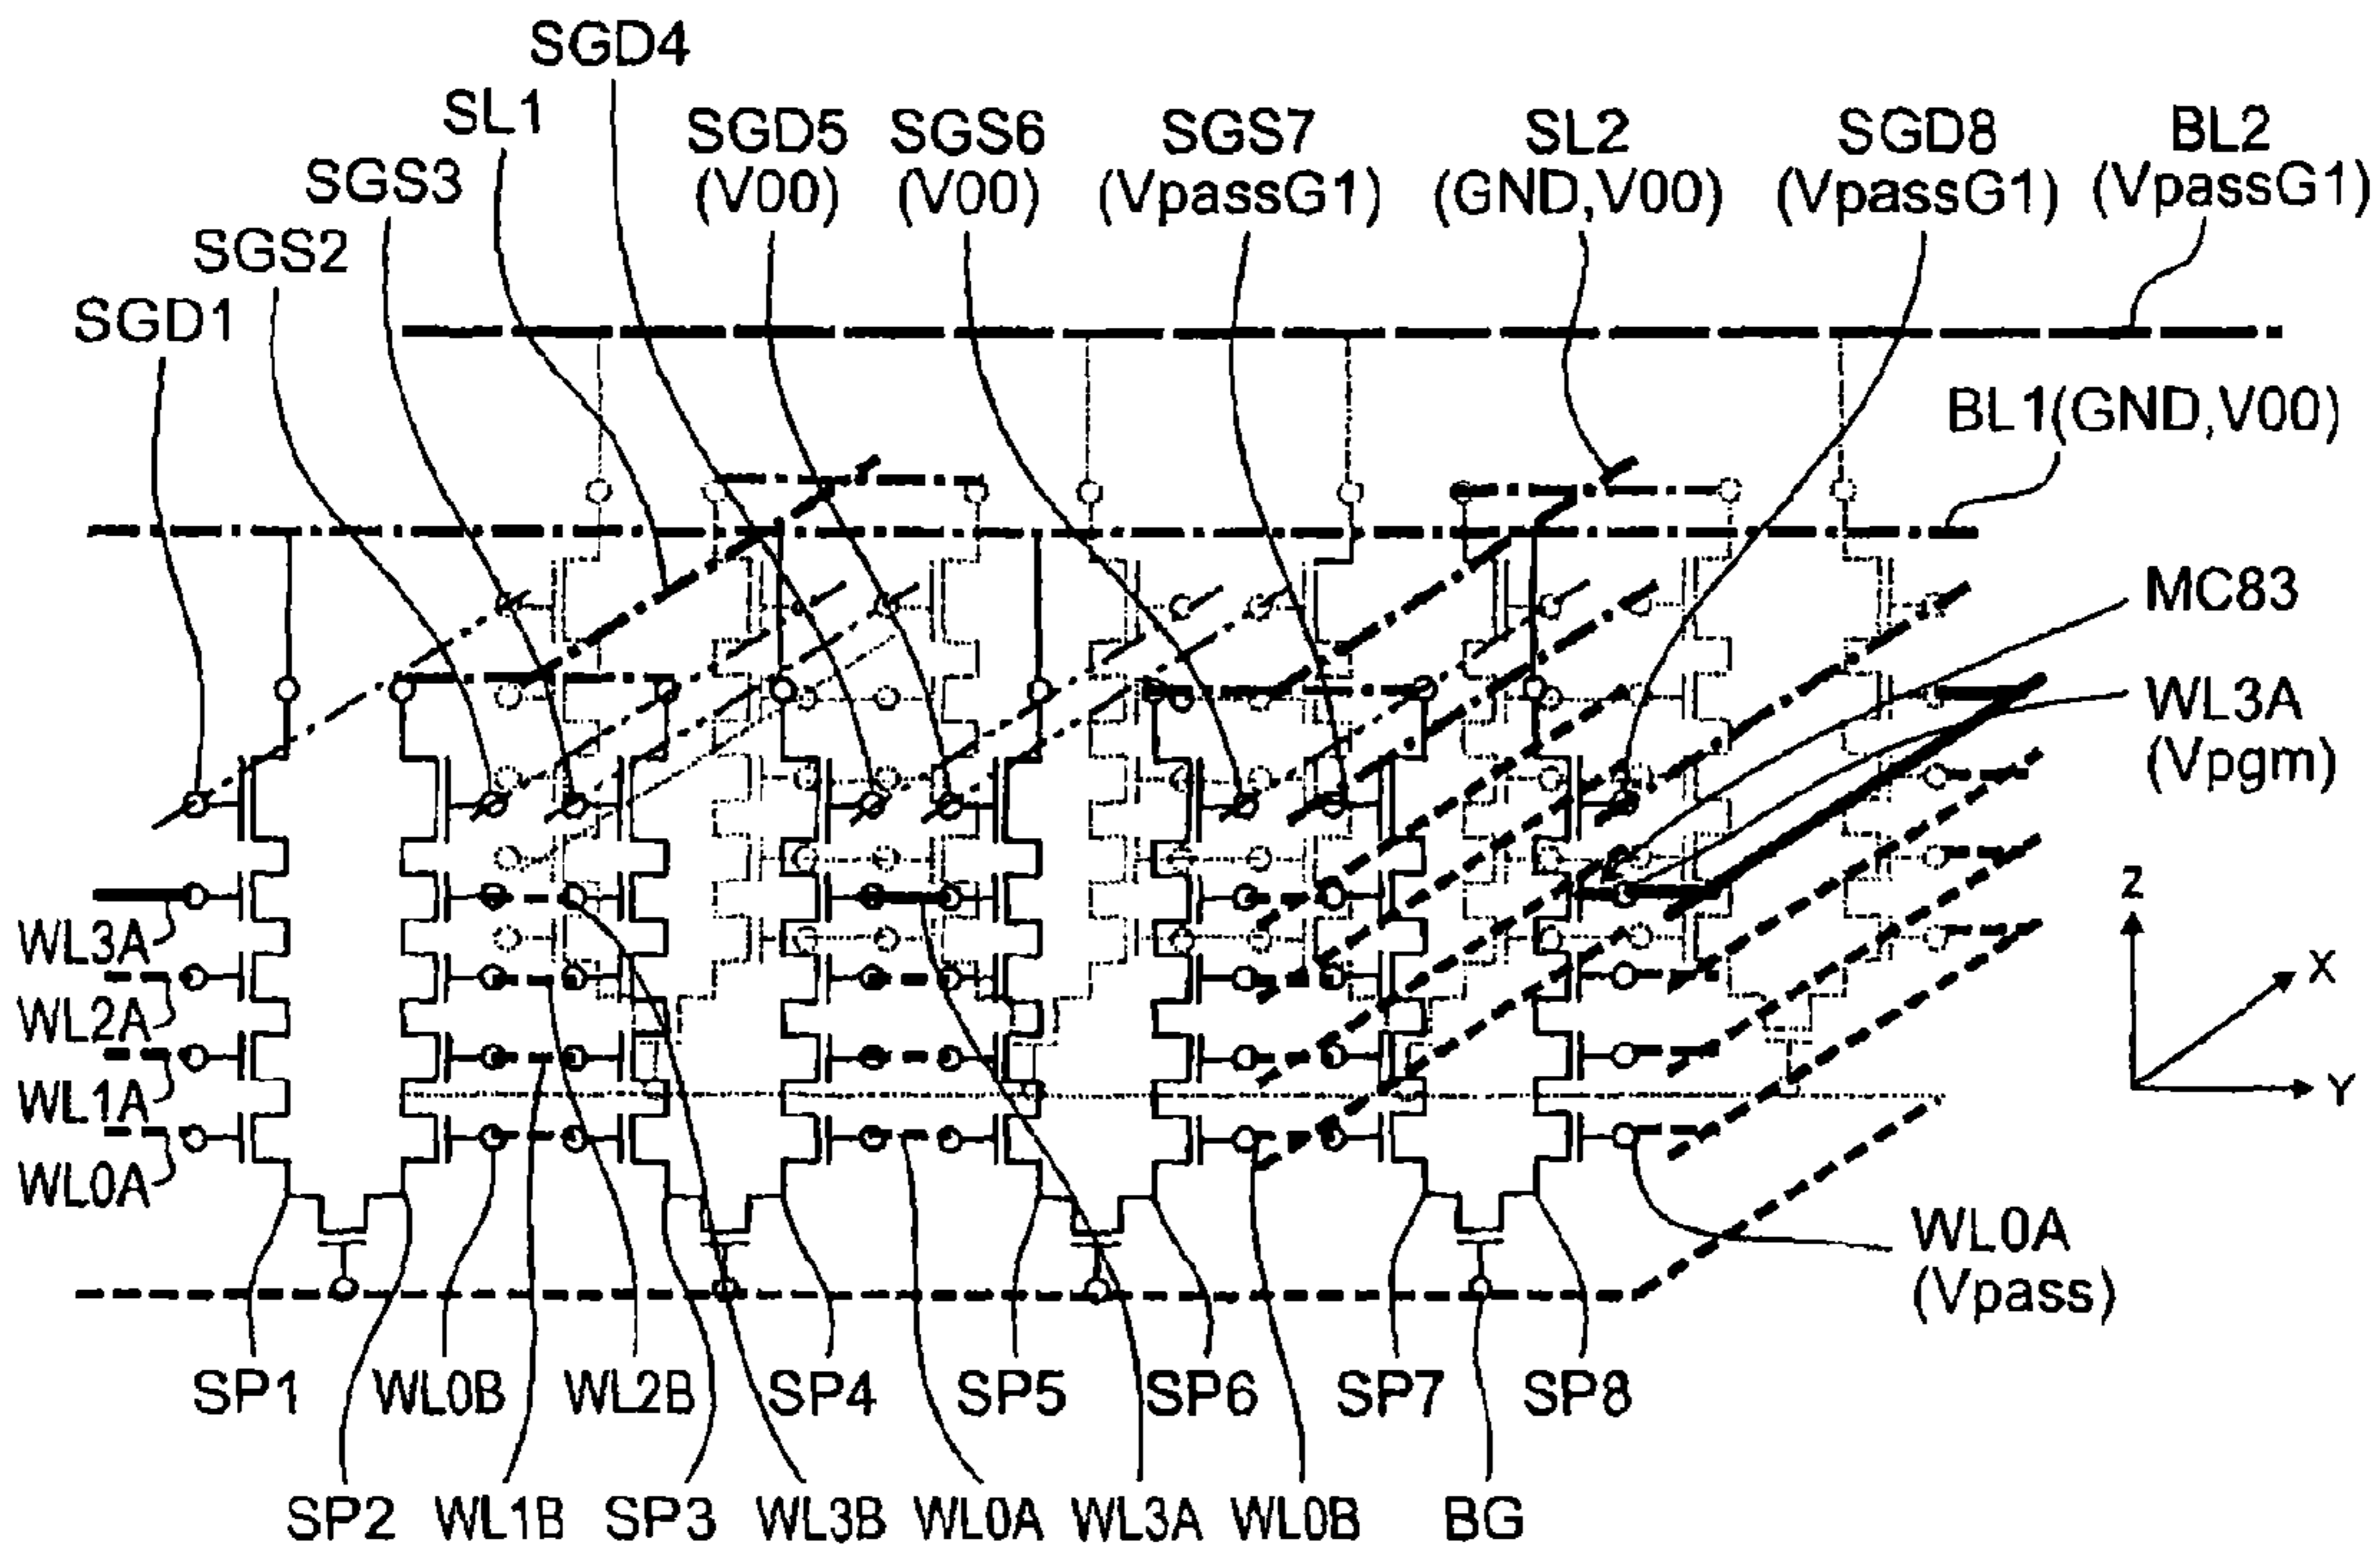 SGD4
SL1
SGD5
(V00)
SGS6
(V00)
SGS7
(VpassG1)
SL2
(GND,V00)
SGD8
(VpassG1)
BL2
(VpassG1)
SGS3
SGS2
SGD1
BL1(GND,V00)
MC83
WL3A
(Vpgm)
WL3A
WL2A
WL1A
WL0A
Z
X
Y
WL0A
(Vpass)
SP1
WL0B
WL2B
SP4
SP5
SP6
SP7
SP8
SP2
WL1B
SP3
WL3B
WL0A
WL3A
WL0B
BG